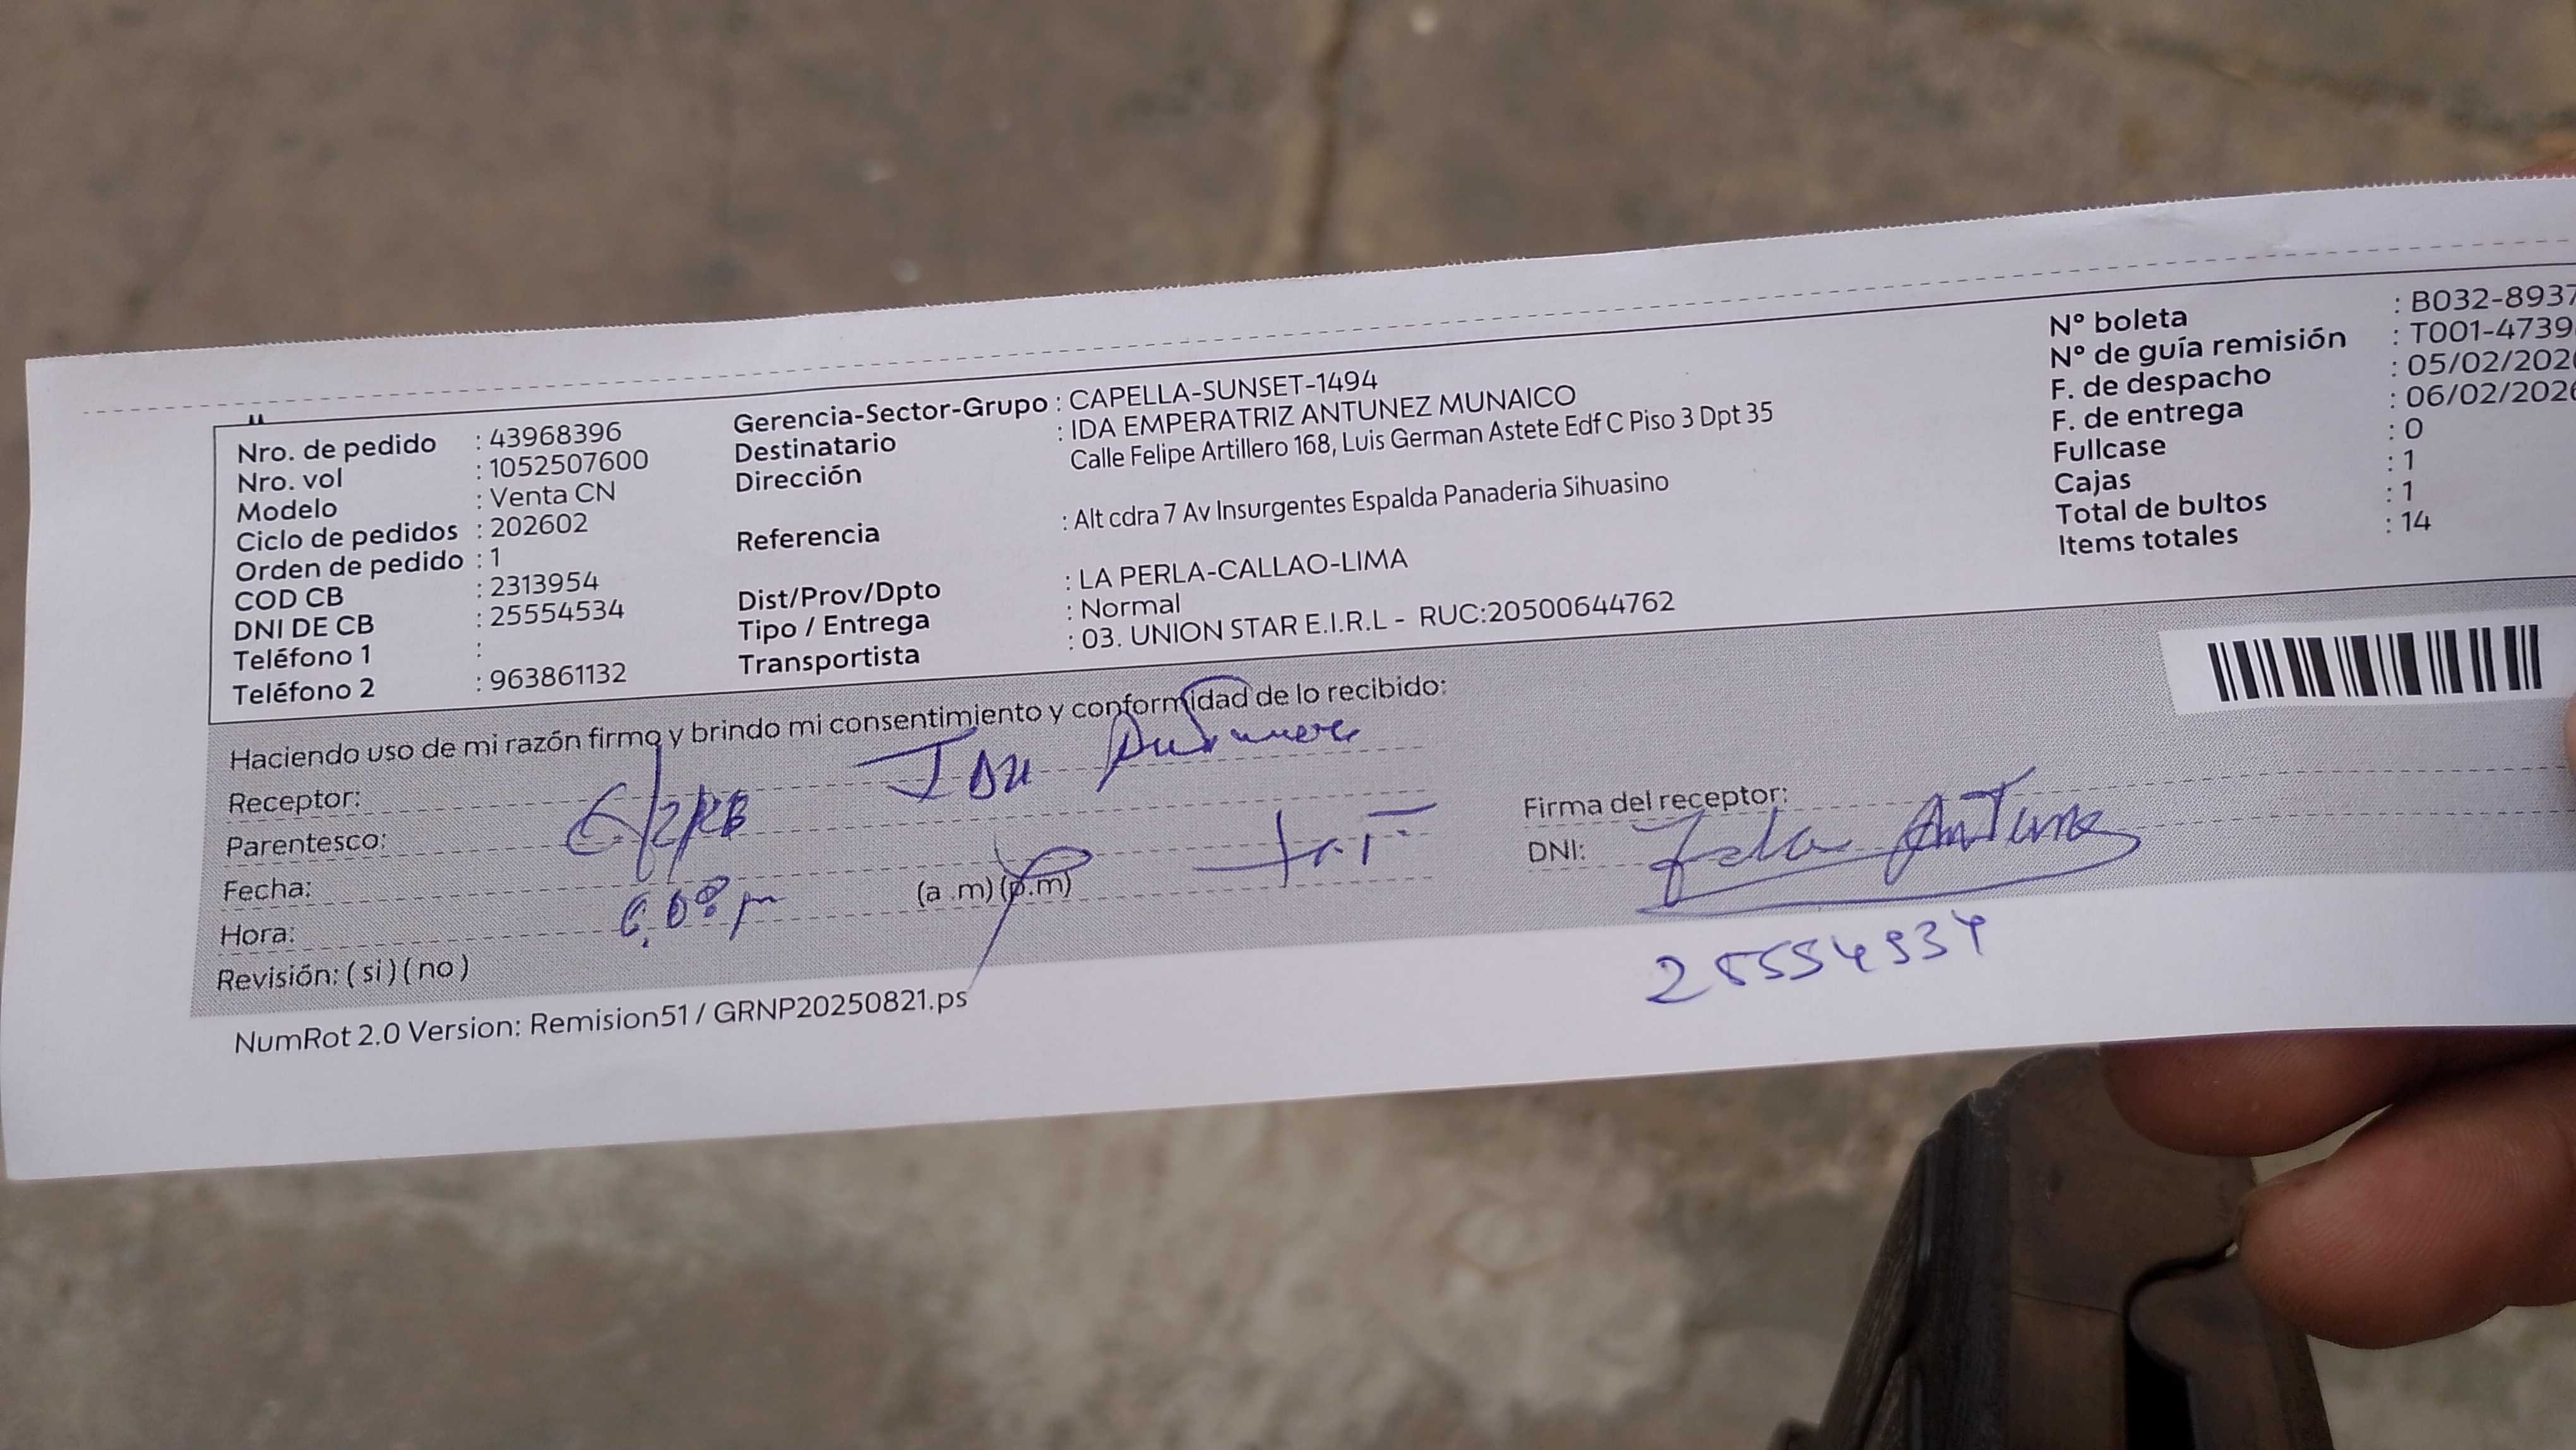 Nro. de pedido : 43968396
Nro. vol : 1052507600
Modelo : Venta CN
Ciclo de pedidos : 202602
Orden de pedido : 1
COD CB : 2313954
DNI DE CB : 25554534
Teléfono 1 :
Teléfono 2 : 963861132
Gerencia-Sector-Grupo : CAPELLA-SUNSET-1494
Destinatario : IDA EMPERATRIZ ANTUNEZ MUNAICO
Dirección Calle Felipe Artillero 168, Luis German Astete Edf C Piso 3 Dpt 35
Referencia : Alt cdra 7 Av Insurgentes Espalda Panaderia Sihuasino
Dist/Prov/Dpto : LA PERLA-CALLAO-LIMA
Tipo / Entrega : Normal
Transportista : 03. UNION STAR E.I.R.L - RUC:20500644762
N° boleta : B032-8937
N° de guía remisión : T001-4739
F. de despacho : 05/02/202
F. de entrega : 06/02/202
Fullcase : 0
Cajas : 1
Total de bultos : 1
Items totales : 14
Haciendo uso de mi razón firmo y brindo mi consentimiento y conformidad de lo recibido:
Receptor:
Parentesco:
Fecha:
Hora: 6.08 pm (a .m) (p.m)
Revisión: ( si ) ( no )
Firma del receptor:
DNI: Ida Antunez
25554534
NumRot 2.0 Version: Remision51 / GRNP20250821.ps